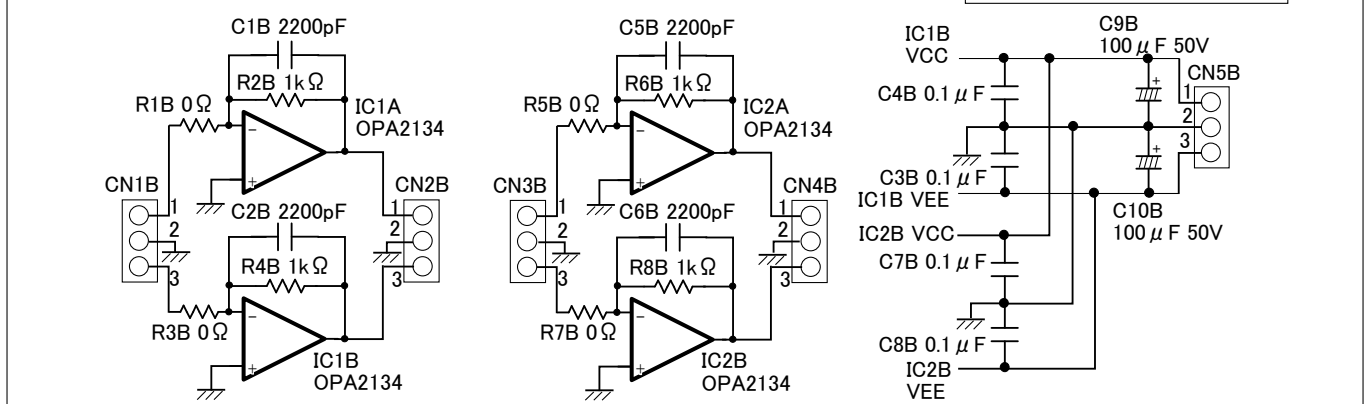 C1B 2200pF
R2B 1kΩ
R1B 0Ω
IC1A
OPA2134
−
+
CN1B
1
2
3
CN2B
1
2
3
C2B 2200pF
R4B 1kΩ
R3B 0Ω
−
+
IC1B
OPA2134
C5B 2200pF
R6B 1kΩ
R5B 0Ω
IC2A
OPA2134
−
+
CN3B
1
2
3
CN4B
1
2
3
C6B 2200pF
R8B 1kΩ
R7B 0Ω
−
+
IC2B
OPA2134
IC1B
VCC
C9B
100μF 50V
CN5B
C4B 0.1μF
+
1
2
3
+
C3B 0.1μF
IC1B VEE
C10B
100μF 50V
IC2B VCC
C7B 0.1μF
C8B 0.1μF
IC2B
VEE